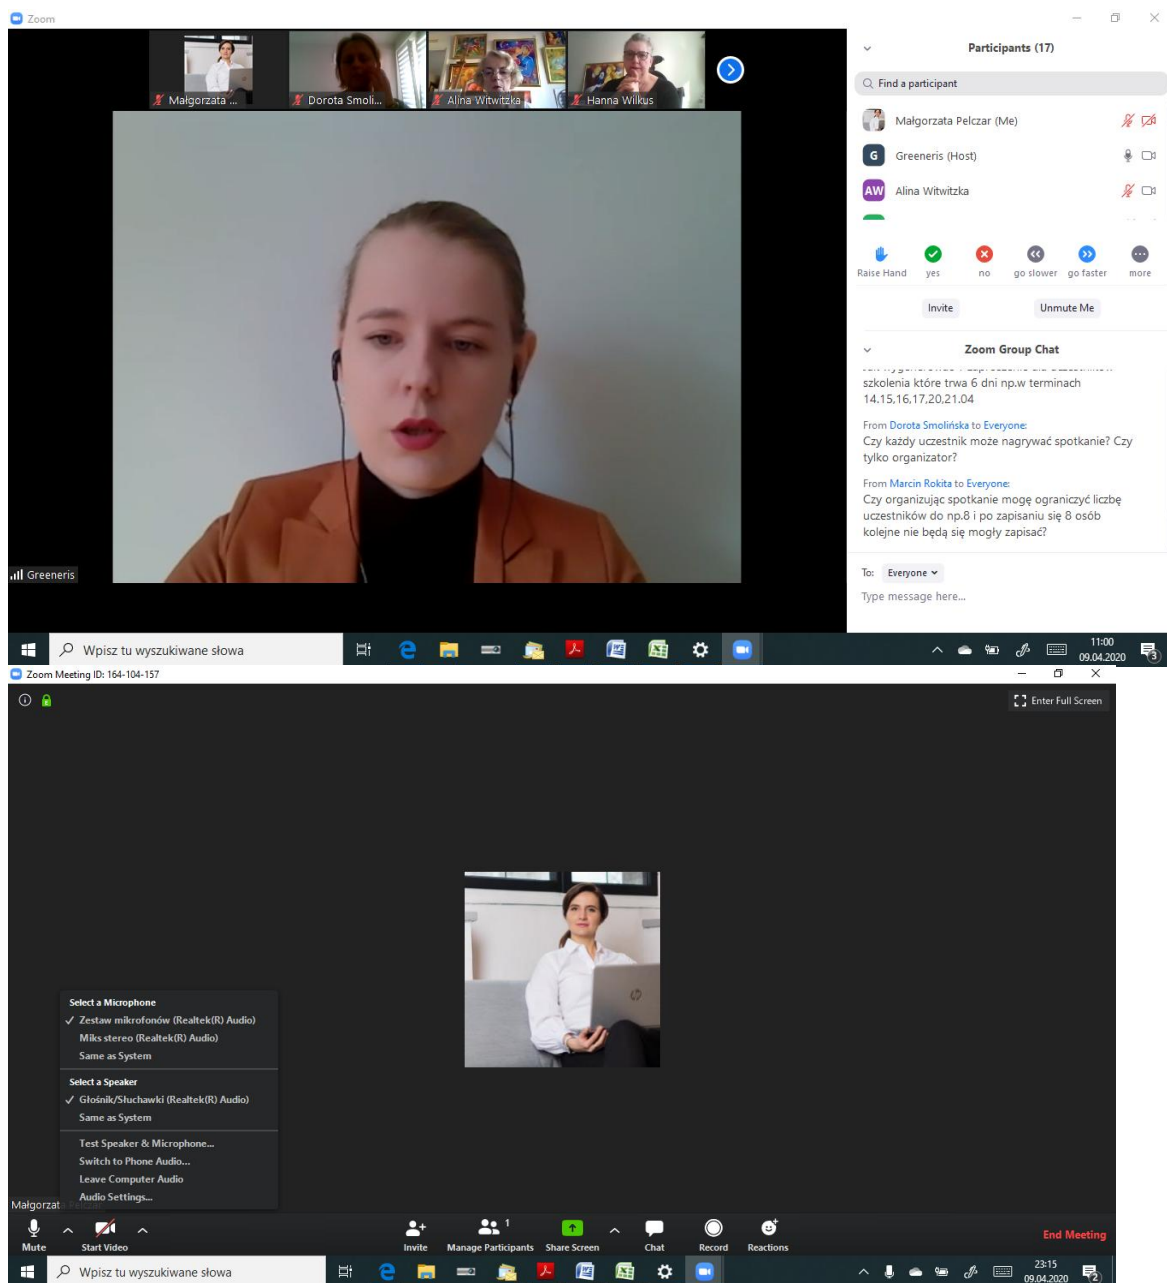 Zoom
Małgorzata ...
Dorota Smoli...
Alina Witwitzka
Hanna Wilkus
Greeneris
Participants (17)
Find a participant
Małgorzata Pelczar (Me)
G Greeneris (Host)
AW Alina Witwitzka
Raise Hand yes no go slower go faster more
Invite Unmute Me
Zoom Group Chat
szkolenia które trwa 6 dni np.w terminach
14.15,16,17,20,21.04
From Dorota Smolińska to Everyone:
Czy każdy uczestnik może nagrywać spotkanie? Czy
tylko organizator?
From Marcin Rokita to Everyone:
Czy organizując spotkanie mogę ograniczyć liczbę
uczestników do np.8 i po zapisaniu się 8 osób
kolejne nie będą się mogły zapisać?
To: Everyone
Type message here...
Wpisz tu wyszukiwane słowa
11:00
09.04.2020
3
Zoom Meeting ID: 164-104-157
Enter Full Screen
hp
Select a Microphone
Zestaw mikrofonów (Realtek(R) Audio)
Miks stereo (Realtek(R) Audio)
Same as System
Select a Speaker
Głośnik/Słuchawki (Realtek(R) Audio)
Same as System
Test Speaker & Microphone...
Switch to Phone Audio...
Leave Computer Audio
Audio Settings...
Małgorzata Pelczar
Mute Start Video Invite Manage Participants 1 Share Screen Chat Record Reactions End Meeting
Wpisz tu wyszukiwane słowa
23:15
09.04.2020
2